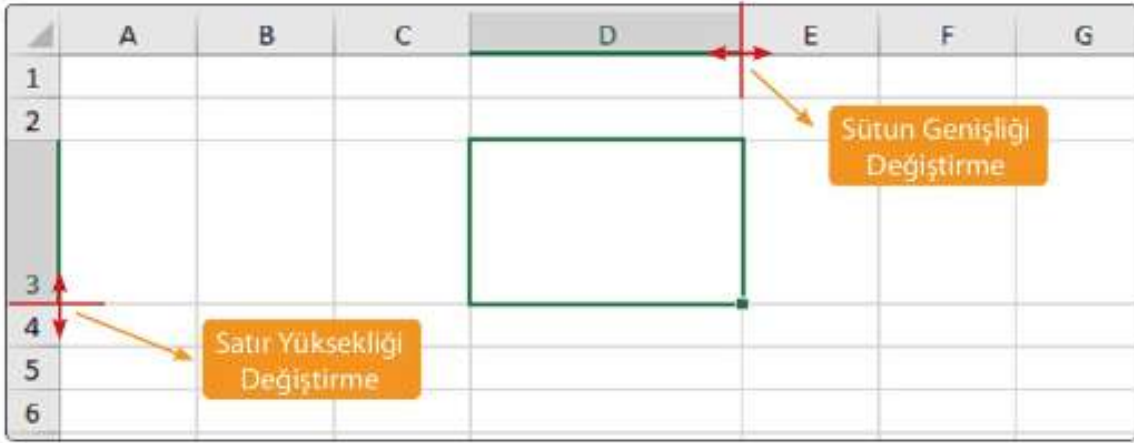 A B C D E F G
1
2
Sütun Genişliği
Değiştirme
3
4
Satır Yüksekliği
Değiştirme
5
6